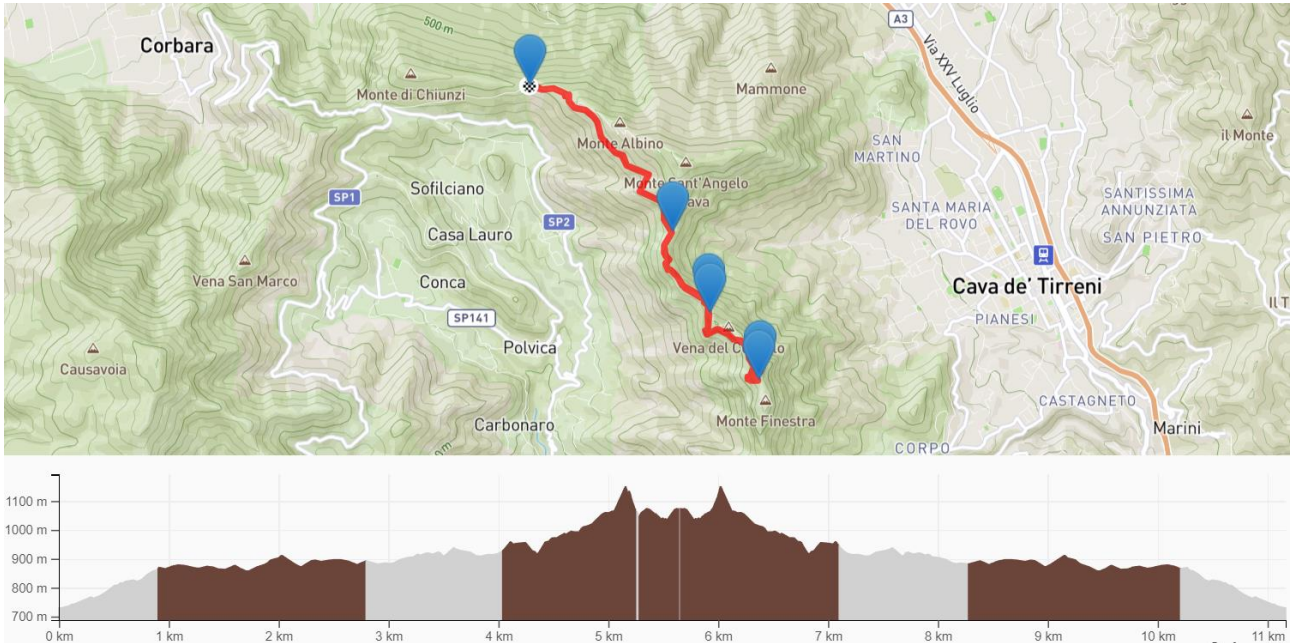 500 m
A3
Via XXV Luglio
Corbara
Monte di Chiunzi
Mammone
il Monte
Monte Albino
SAN
MARTINO
Monte Sant'Angelo
SP1
Sofilciano
SANTA MARIA
DEL ROVO
SANTISSIMA
ANNUNZIATA
SP2
Casa Lauro
SAN PIETRO
Vena San Marco
Conca
Cava de' Tirreni
SP141
PIANESI
Polvica
Causavoia
CASTAGNETO
Monte Finestra
Carbonaro
Marini
CORPO
1100 m
1000 m
900 m
800 m
700 m
0 km 1 km 2 km 3 km 4 km 5 km 6 km 7 km 8 km 9 km 10 km 11 km